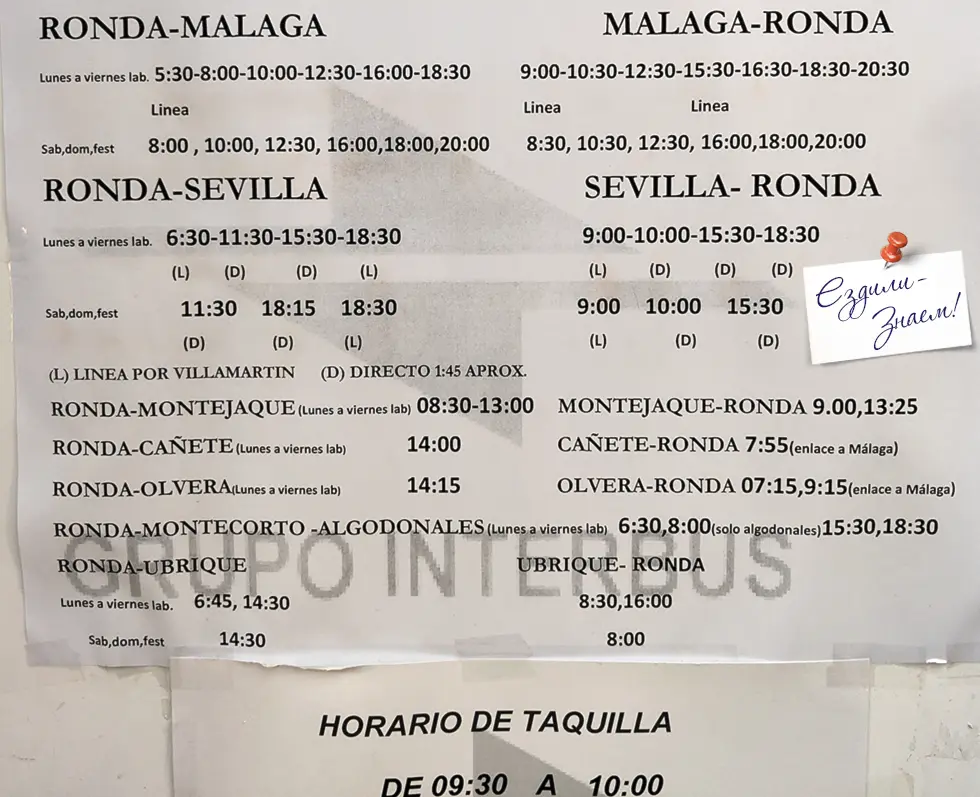 RONDA-MALAGA MALAGA-RONDA
Lunes a viernes lab. 5:30-8:00-10:00-12:30-16:00-18:30 9:00-10:30-12:30-15:30-16:30-18:30-20:30
Linea Linea Linea
Sab,dom,fest 8:00 , 10:00, 12:30, 16:00,18:00,20:00 8:30, 10:30, 12:30, 16:00,18:00,20:00
RONDA-SEVILLA SEVILLA- RONDA
Lunes a viernes lab. 6:30-11:30-15:30-18:30 9:00-10:00-15:30-18:30
(L) (D) (D) (L) (L) (D) (D) (D)
Sab,dom,fest 11:30 18:15 18:30 9:00 10:00 15:30
(D) (D) (L) (L) (D) (D)
Ездили-
Знаем!
(L) LINEA POR VILLAMARTIN (D) DIRECTO 1:45 APROX.
RONDA-MONTEJAQUE (Lunes a viernes lab) 08:30-13:00 MONTEJAQUE-RONDA 9.00,13:25
RONDA-CAÑETE (Lunes a viernes lab) 14:00 CAÑETE-RONDA 7:55(enlace a Málaga)
RONDA-OLVERA(Lunes a viernes lab) 14:15 OLVERA-RONDA 07:15,9:15(enlace a Málaga)
RONDA-MONTECORTO -ALGODONALES (Lunes a viernes lab) 6:30,8:00(solo algodonales)15:30,18:30
GRUPO INTERBUS
RONDA-UBRIQUE UBRIQUE- RONDA
Lunes a viernes lab. 6:45, 14:30 8:30,16:00
Sab,dom,fest 14:30 8:00
HORARIO DE TAQUILLA
DE 09:30 A 10:00